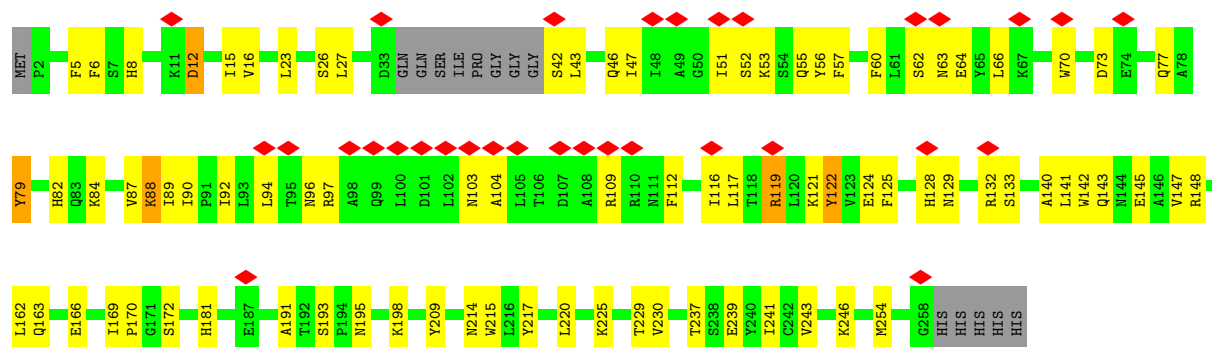 MET P2 F5 F6 S7 H8 K11 D12 I15 V16 L23 S26 L27 D33 GLN GLN SER ILE PRO GLY GLY GLY S42 L43 Q46 I47 I48 A49 G50 I51 S52 K53 S54 Q55 Y56 F57 F60 L61 S62 N63 E64 Y65 L66 K67 W70 D73 E74 Q77 A78
Y79 H82 Q83 K84 V87 K88 I89 I90 P91 I92 L93 L94 T95 N96 R97 A98 Q99 L100 D101 L102 N103 A104 L105 T106 D107 A108 R109 R110 N111 F112 I116 L117 T118 R119 L120 K121 Y122 V123 E124 F125 H128 N129 R132 S133 A140 L141 W142 Q143 N144 E145 A146 V147 R148
L162 Q163 E166 I169 P170 G171 S172 H181 E187 A191 T192 S193 P194 N195 K198 Y209 N214 W215 L216 Y217 L220 K225 T229 V230 T237 S238 E239 Y240 I241 C242 V243 K246 M254 G258 HIS HIS HIS HIS HIS